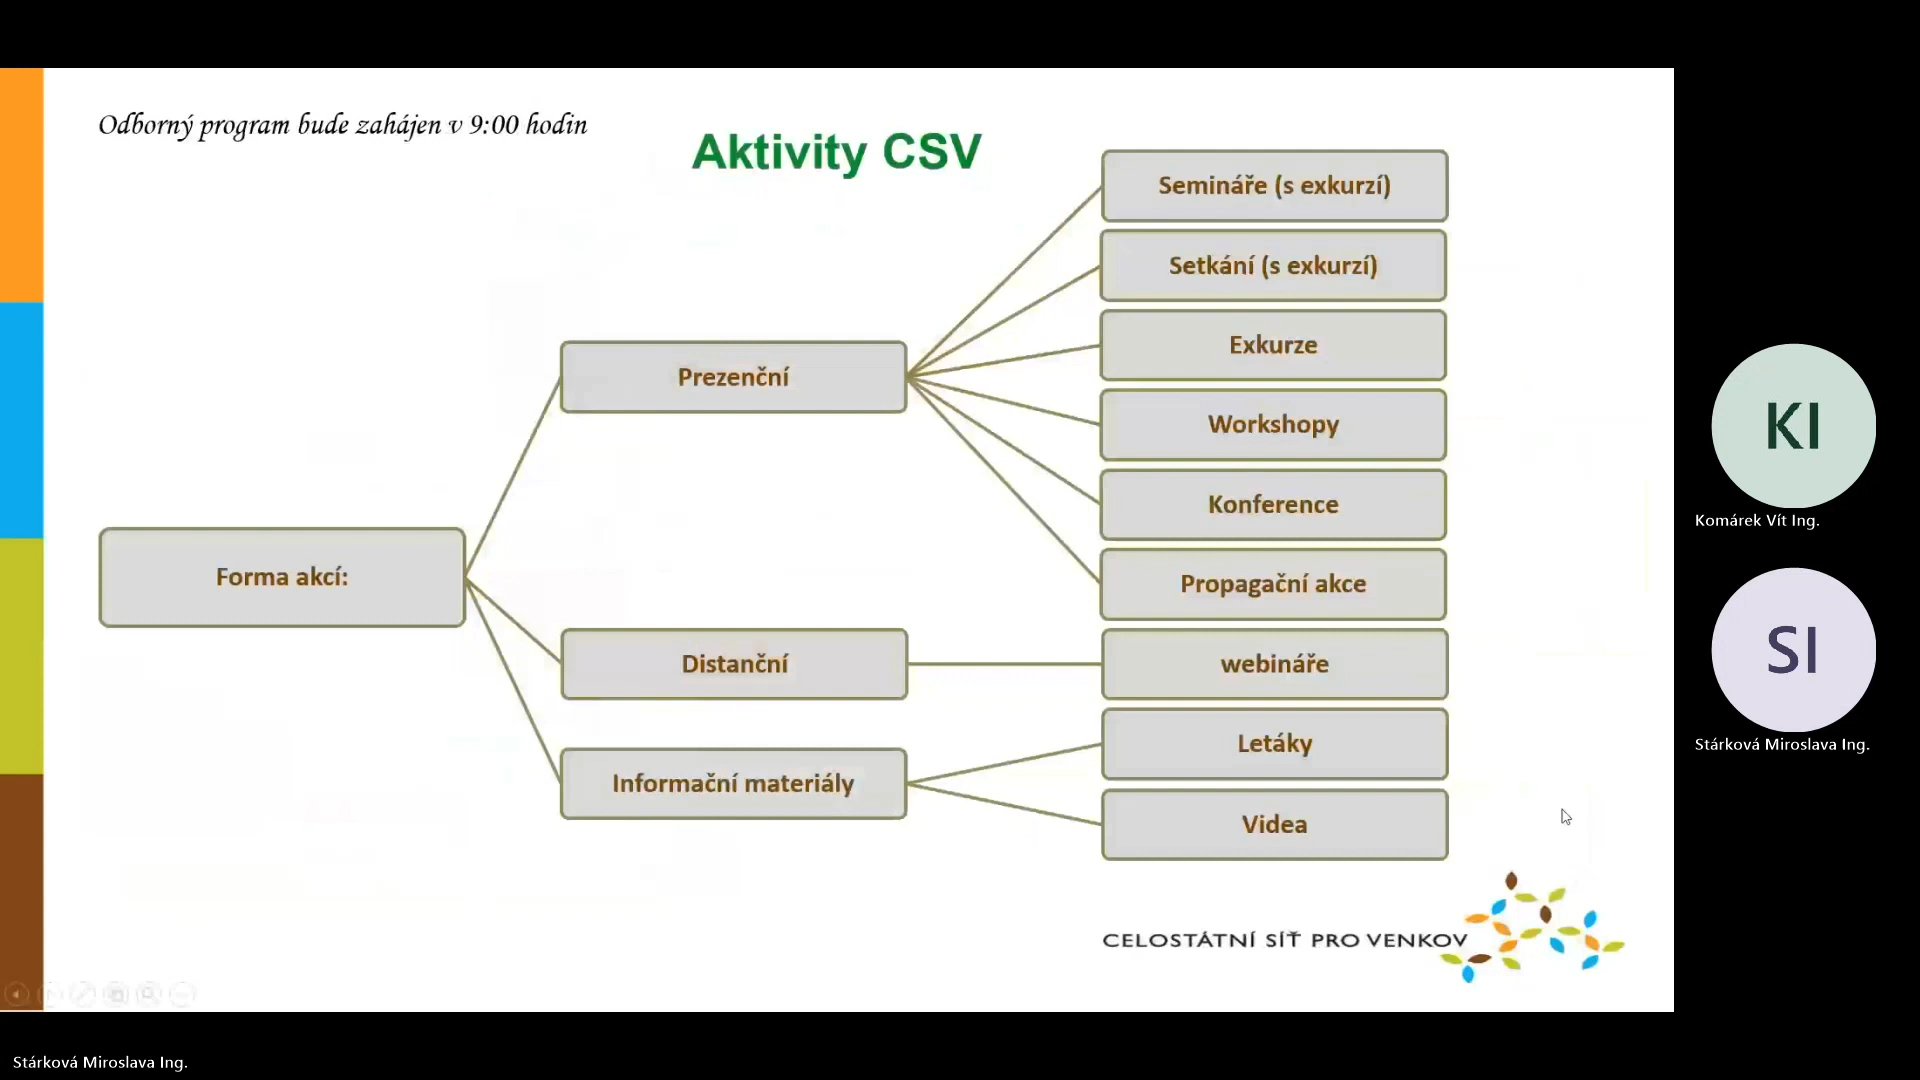 Odborný program bude zahájen v 9:00 hodin
Aktivity CSV
Forma akcí:
Prezenční
Distanční
Informační materiály
Semináře (s exkurzí)
Setkání (s exkurzí)
Exkurze
Workshopy
Konference
Propagační akce
webináře
Letáky
Videa
CELOSTÁTNÍ SÍŤ PRO VENKOV
KI
Komárek Vít Ing.
SI
Stárková Miroslava Ing.
Stárková Miroslava Ing.